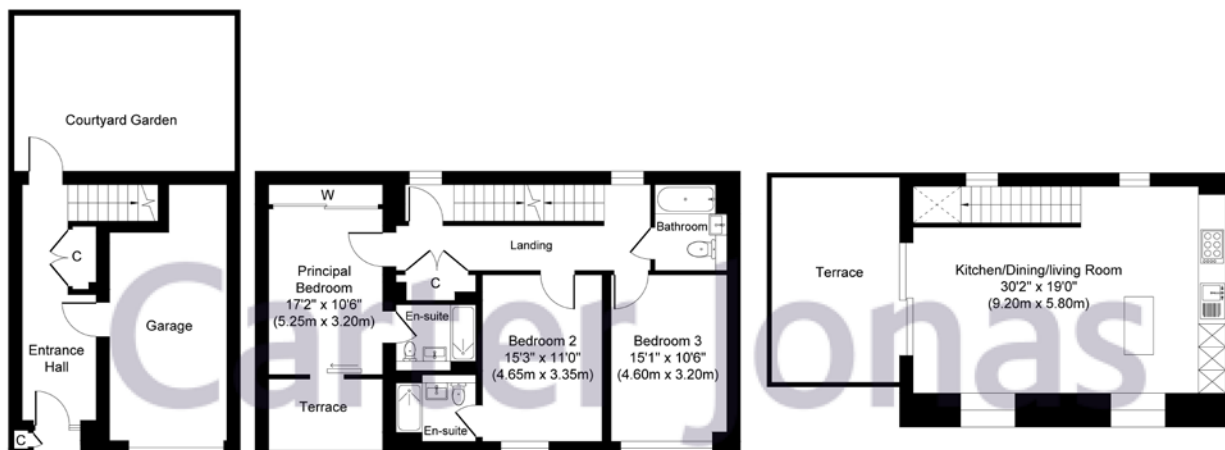 Courtyard Garden
C
Garage
Entrance
Hall
C
W
Principal
Bedroom
17'2" x 10'6"
(5.25m x 3.20m)
Terrace
Landing
C
En-suite
En-suite
Bathroom
Bedroom 2
15'3" x 11'0"
(4.65m x 3.35m)
Bedroom 3
15'1" x 10'6"
(4.60m x 3.20m)
Terrace
Kitchen/Dining/living Room
30'2" x 19'0"
(9.20m x 5.80m)
Carter Jonas